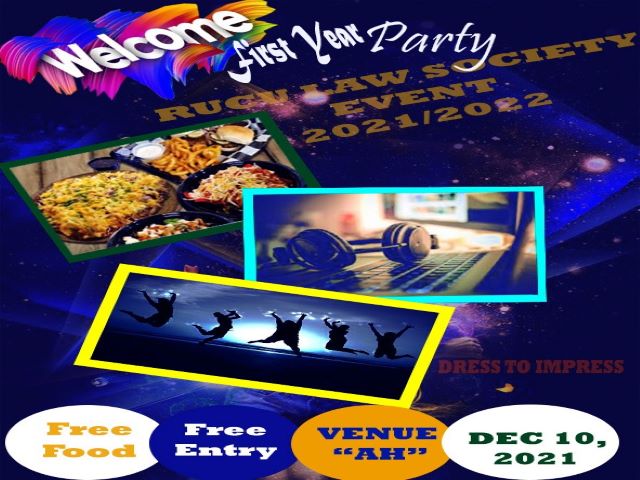 Welcome First Year Party
RUCU LAW SOCIETY
EVENT
2021/2022
DRESS TO IMPRESS
Free
Food
Free
Entry
VENUE
“AH”
DEC 10,
2021